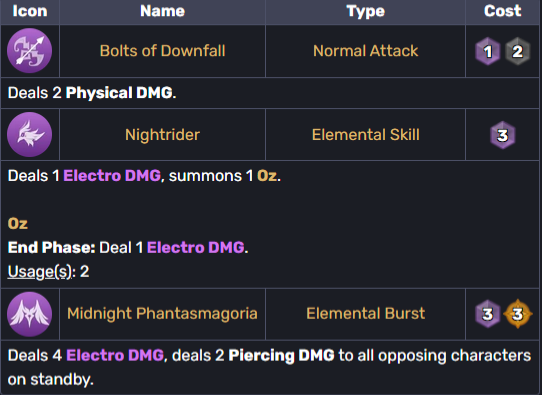 Icon Name Type Cost
Bolts of Downfall Normal Attack 1 2
Deals 2 Physical DMG.
Nightrider Elemental Skill 3
Deals 1 Electro DMG, summons 1 Oz.
Oz
End Phase: Deal 1 Electro DMG.
Usage(s): 2
Midnight Phantasmagoria Elemental Burst 3 3
Deals 4 Electro DMG, deals 2 Piercing DMG to all opposing characters
on standby.